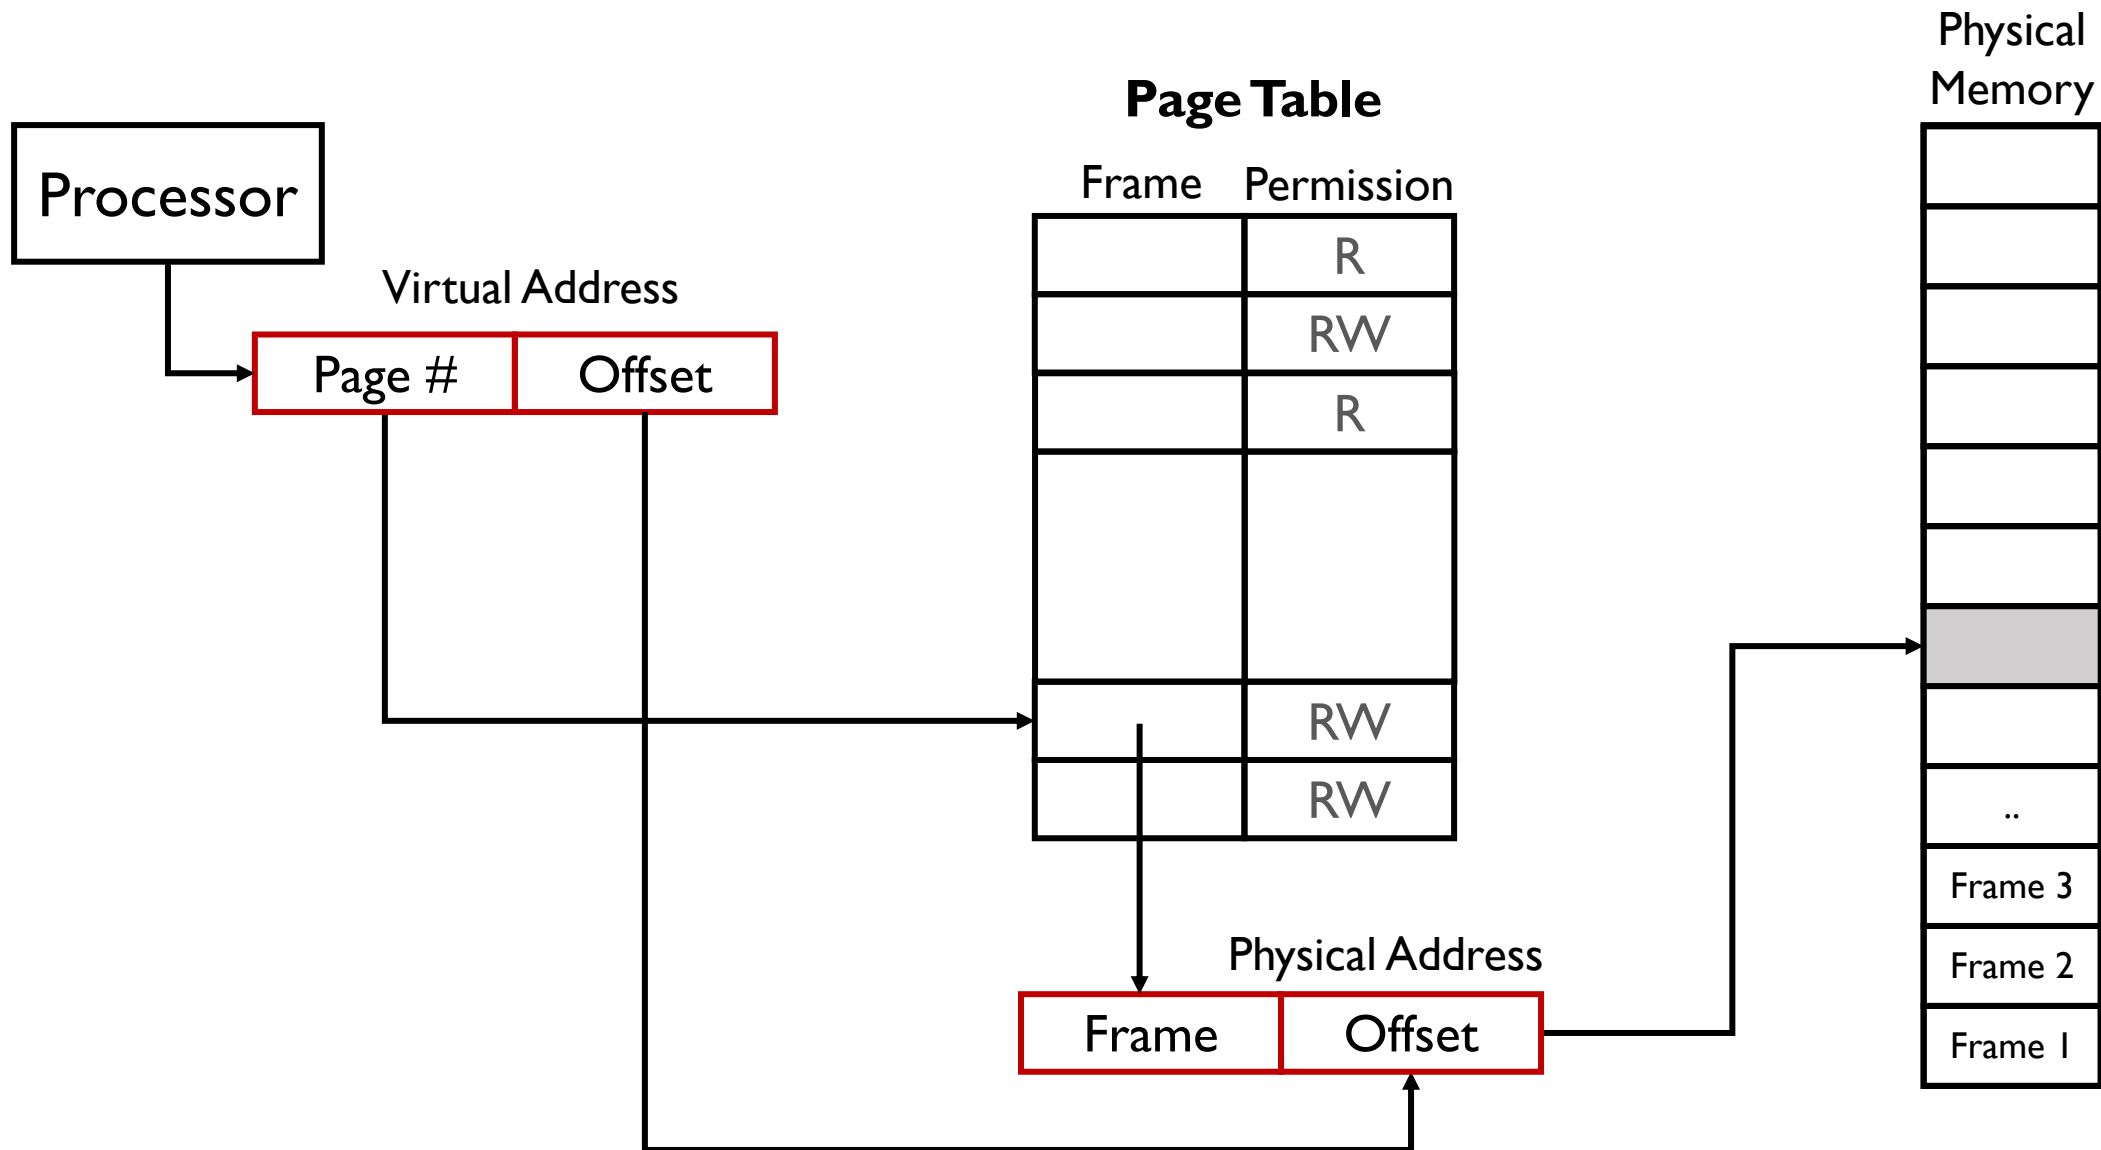 Physical
Memory
Page Table
Processor
Frame Permission
R
Virtual Address
RW
Page # Offset
R
RW
RW
..
Frame 3
Physical Address
Frame 2
Frame Offset
Frame 1